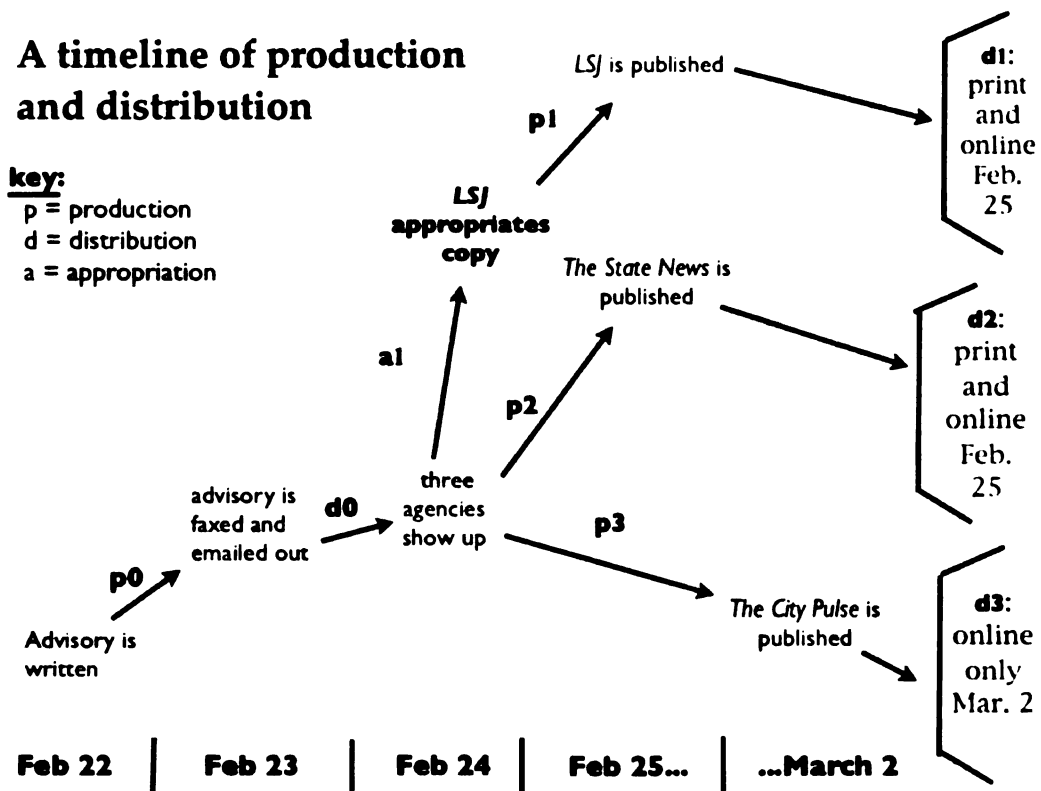 A timeline of production
and distribution
key:
p = production
d = distribution
a = appropriation
LSJ is published
p1
d1:
print
and
online
Feb.
25
LSJ
appropriates
copy
The State News is
published
a1
p2
d2:
print
and
online
Feb.
25
three
agencies
show up
advisory is
faxed and
emailed out
d0
p3
p0
Advisory is
written
The City Pulse is
published
d3:
online
only
Mar. 2
Feb 22
Feb 23
Feb 24
Feb 25...
...March 2